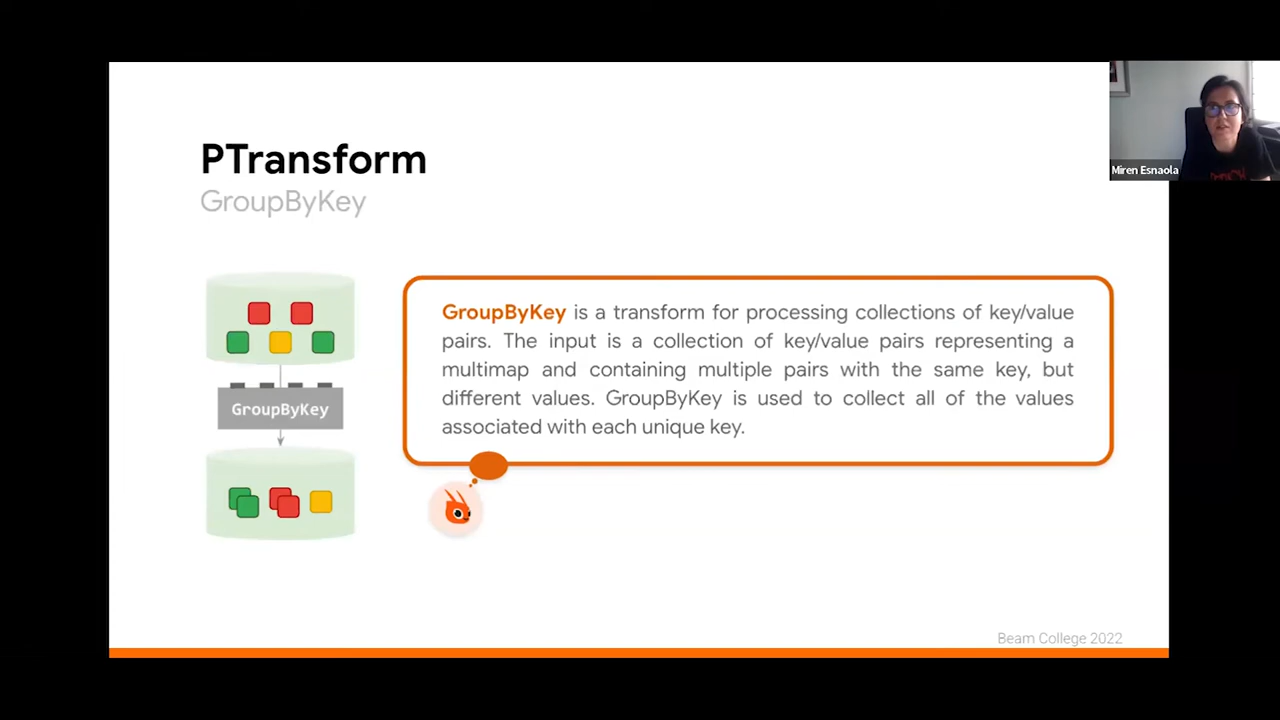 PTransform
GroupByKey
Miren Esnaola
GroupByKey
GroupByKey is a transform for processing collections of key/value
pairs. The input is a collection of key/value pairs representing a
multimap and containing multiple pairs with the same key, but
different values. GroupByKey is used to collect all of the values
associated with each unique key.
Beam College 2022